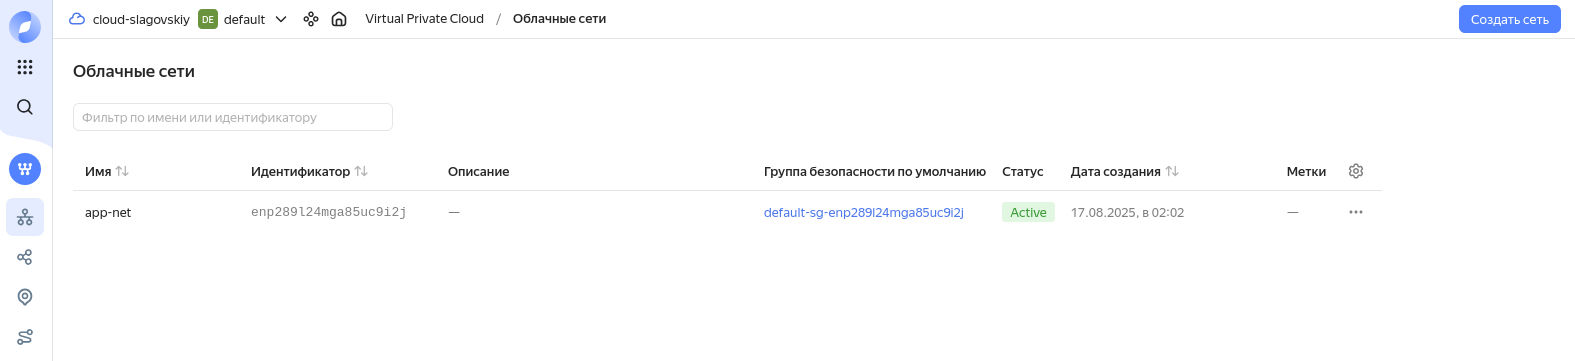 cloud-slagovskiy DE default Virtual Private Cloud / Облачные сети Создать сеть
Облачные сети
Фильтр по имени или идентификатору
Имя Идентификатор Описание Группа безопасности по умолчанию Статус Дата создания Метки
app-net enp289l24mga85uc9i2j — default-sg-enp289l24mga85uc9i2j Active 17.08.2025, в 02:02 —